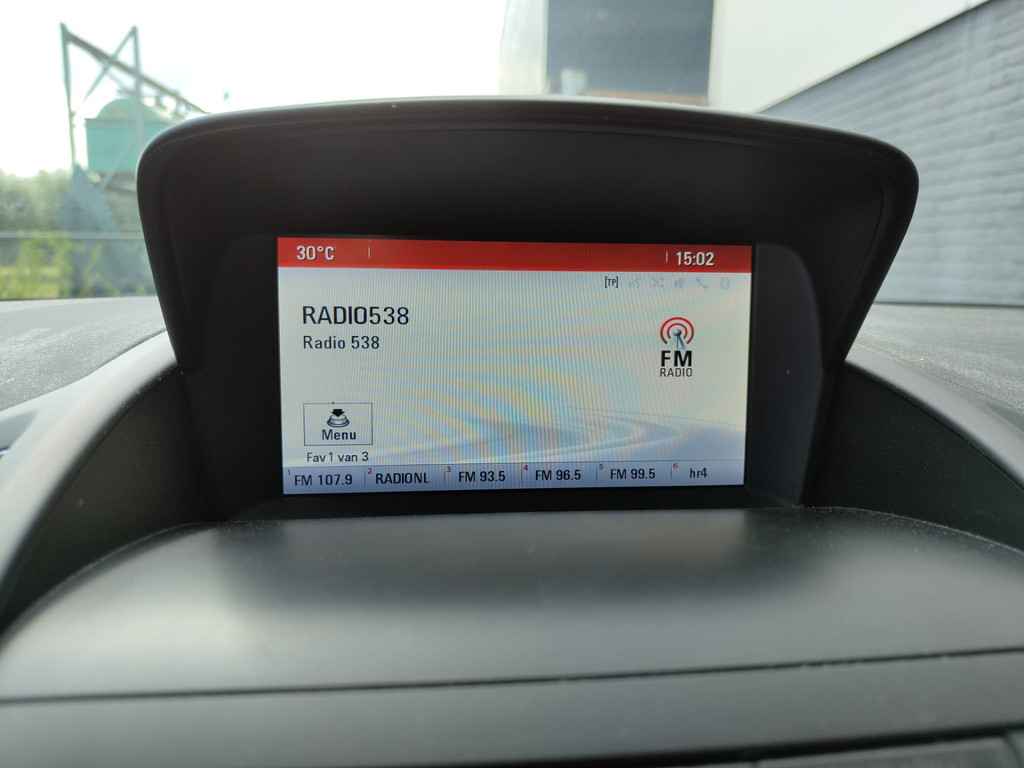 30°C 15:02
[TP]
RADIO538
Radio 538
FM
RADIO
Menu
Fav 1 van 3
1 FM 107.9 2 RADIONL 3 FM 93.5 4 FM 96.5 5 FM 99.5 6 hr4